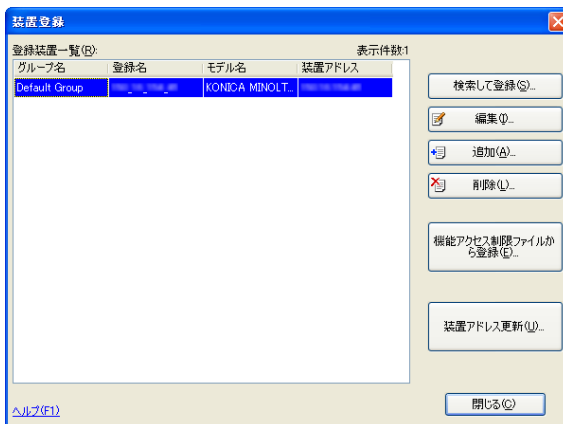 装置登録
登録装置一覧(R):
表示件数:1
グループ名 登録名 モデル名 装置アドレス
Default Group KONICA MINOLT...
検索して登録(S)...
編集(I)...
追加(A)...
削除(L)...
機能アクセス制限ファイルか
ら登録(E)...
装置アドレス更新(U)...
ヘルプ(F1)
閉じる(C)